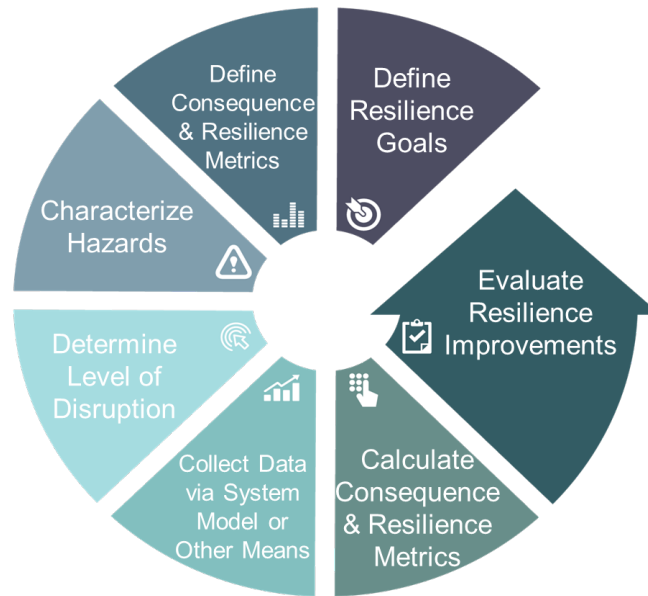 Define
Resilience
Goals
Define
Consequence
& Resilience
Metrics
Characterize
Hazards
Determine
Level of
Disruption
Collect Data
via System
Model or
Other Means
Calculate
Consequence
& Resilience
Metrics
Evaluate
Resilience
Improvements